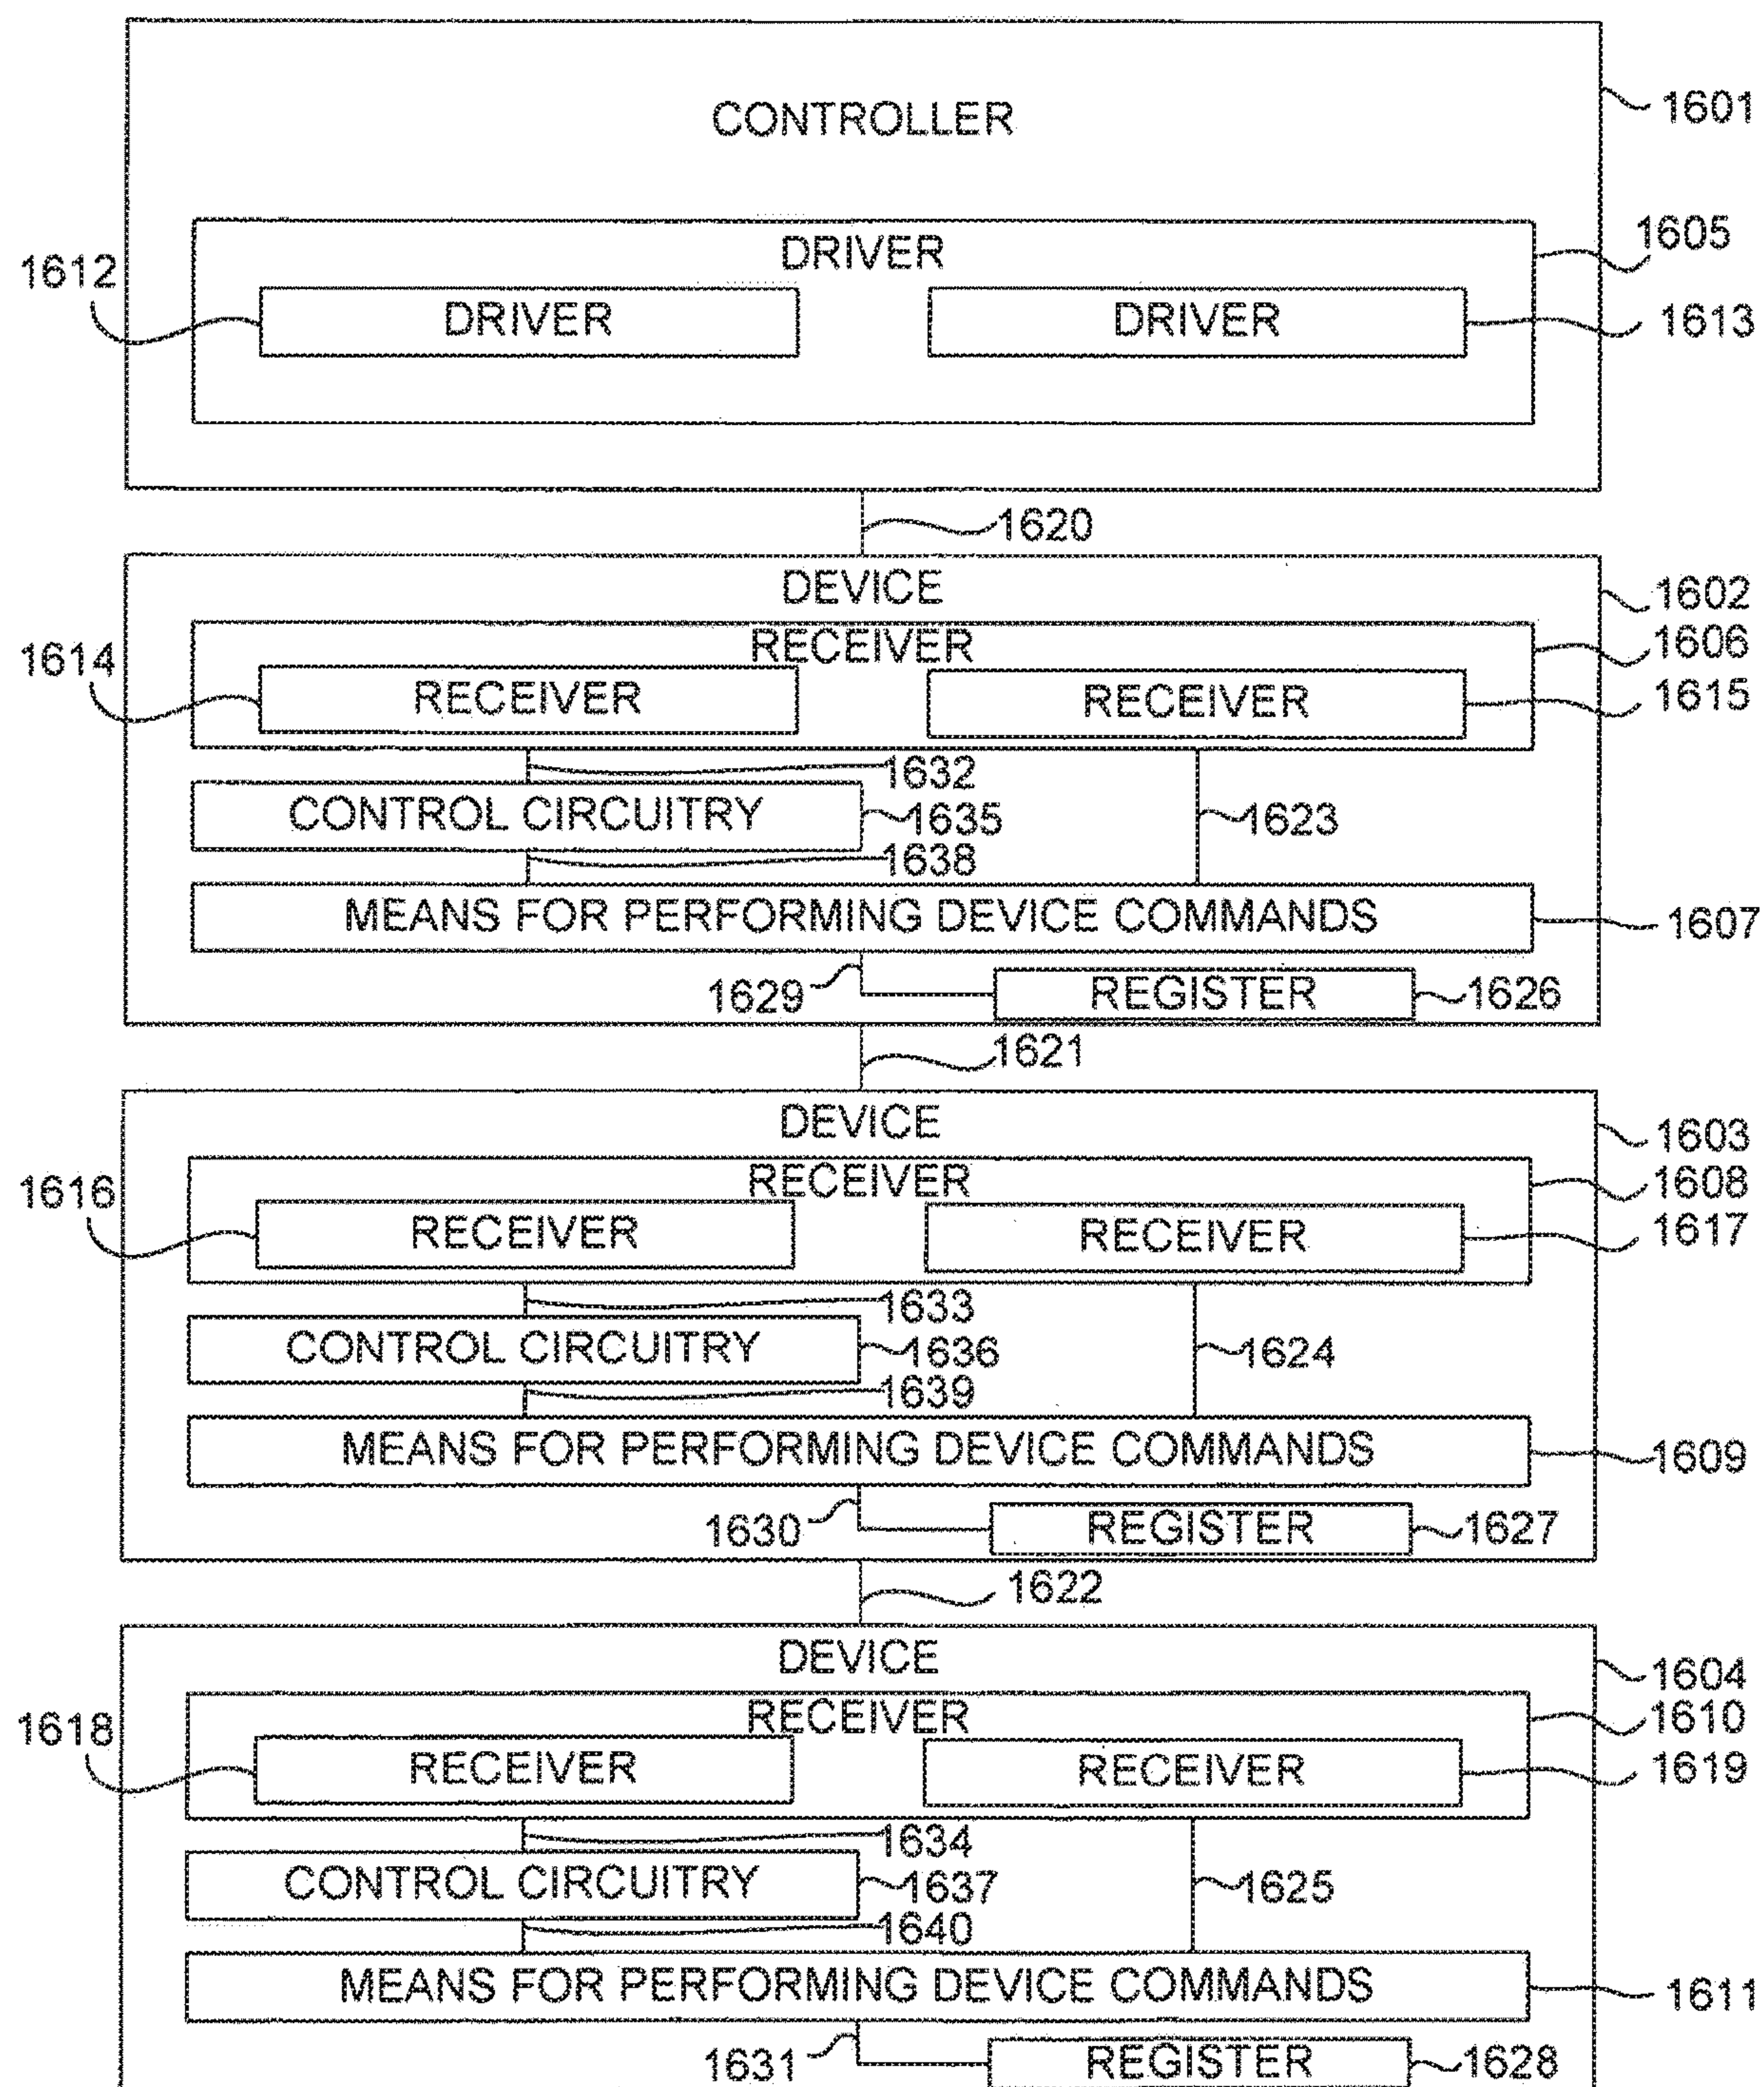 CONTROLLER
1601
DRIVER
1605
1612
DRIVER
DRIVER
1613
1620
DEVICE
1602
RECEIVER
1606
1614
RECEIVER
RECEIVER
1615
1632
CONTROL CIRCUITRY
1635
1623
1638
MEANS FOR PERFORMING DEVICE COMMANDS
1607
1629
REGISTER
1626
1621
DEVICE
1603
RECEIVER
1608
1616
RECEIVER
RECEIVER
1617
1633
CONTROL CIRCUITRY
1636
1624
1639
MEANS FOR PERFORMING DEVICE COMMANDS
1609
1630
REGISTER
1627
1622
DEVICE
1604
RECEIVER
1610
1618
RECEIVER
RECEIVER
1619
1634
CONTROL CIRCUITRY
1637
1625
1640
MEANS FOR PERFORMING DEVICE COMMANDS
1611
1631
REGISTER
1628